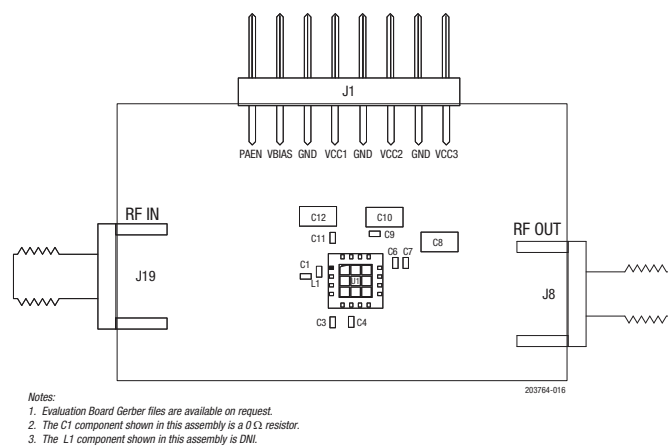 J1
PAEN VBIAS GND VCC1 GND VCC2 GND VCC3
RF IN
RF OUT
C12
C10
C11
C9
C8
C6 C7
C1
L1
U1
J19
J8
C3
C4
203764-016
Notes:
1. Evaluation Board Gerber files are available on request.
2. The C1 component shown in this assembly is a 0 Ω resistor.
3. The L1 component shown in this assembly is DNI.